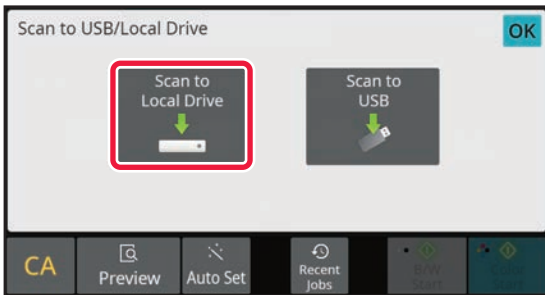 Scan to USB/Local Drive
OK
Scan to
Local Drive
Scan to
USB
CA
Preview
Auto Set
Recent
Jobs
B/W
Start
Color
Start